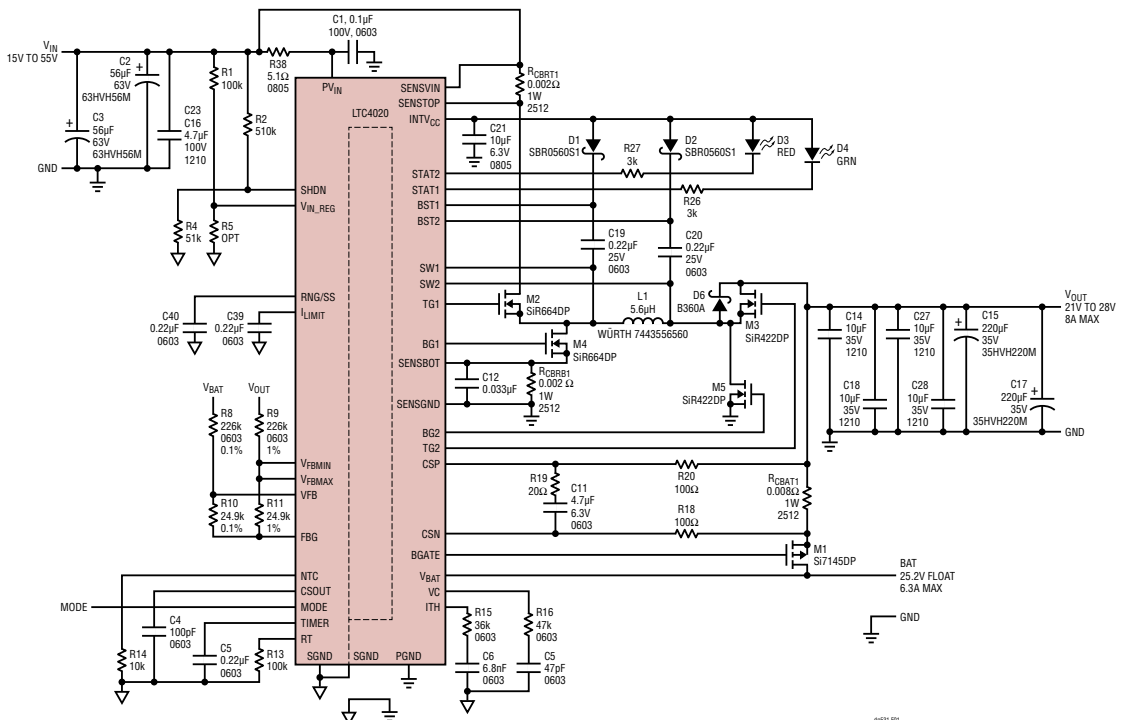 VIN
15V TO 55V
GND
C3
56µF
63V
63HVH56M
C2
56µF
63V
63HVH56M
C23
C16
4.7µF
100V
1210
R1
100k
R2
510k
R38
5.1Ω
0805
C1, 0.1µF
100V, 0603
R4
51k
R5
OPT
C40
0.22µF
0603
C39
0.22µF
0603
VBAT
VOUT
R8
226k
0603
0.1%
R9
226k
0603
1%
R10
24.9k
0.1%
R11
24.9k
1%
MODE
R14
10k
C4
100pF
0603
C5
0.22µF
0603
R13
100k
LTC4020
PVIN
SHDN
VIN_REG
RNG/SS
ILIMIT
VFBMIN
VFBMAX
VFB
FBG
NTC
CSOUT
MODE
TIMER
RT
SGND
SGND
PGND
SENSVIN
SENSTOP
INTVCC
STAT2
STAT1
BST1
BST2
SW1
SW2
TG1
BG1
SENSBOT
SENSGND
BG2
TG2
CSP
CSN
BGATE
VBAT
VC
ITH
RCBRT1
0.002Ω
1W
2512
C21
10µF
6.3V
0805
D1
SBR0560S1
R27
3k
D2
SBR0560S1
D3
RED
D4
GRN
R26
3k
C19
0.22µF
25V
0603
C20
0.22µF
25V
0603
M2
SiR664DP
M4
SiR664DP
L1
5.6µH
WÜRTH 7443556560
D6
B360A
M3
SiR422DP
C12
0.033µF
RCBRB1
0.002 Ω
1W
2512
M5
SiR422DP
VOUT
21V TO 28V
8A MAX
C14
10µF
35V
1210
C27
10µF
35V
1210
C15
220µF
35V
35HVH220M
C18
10µF
35V
1210
C28
10µF
35V
1210
C17
220µF
35V
35HVH220M
GND
R19
20Ω
C11
4.7µF
6.3V
0603
R20
100Ω
R18
100Ω
RCBAT1
0.008Ω
1W
2512
M1
Si7145DP
BAT
25.2V FLOAT
6.3A MAX
GND
R15
36k
0603
C6
6.8nF
0603
R16
47k
0603
C5
47pF
0603
dn531 F01